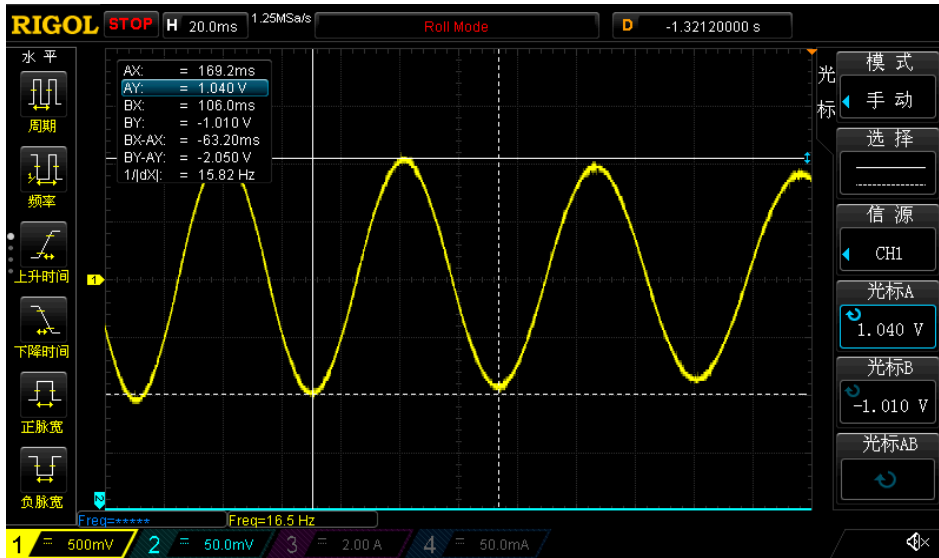 RIGOL STOP H 20.0ms 1.25MSa/s Roll Mode D -1.32120000 s
水 平
周期
频率
上升时间
下降时间
正脉宽
负脉宽
AX: = 169.2ms
AY: = 1.040 V
BX: = 106.0ms
BY: = -1.010 V
BX-AX: = -63.20ms
BY-AY: = -2.050 V
1/|dX|: = 15.82 Hz
1
2
光标
模 式
手 动
选 择
信 源
CH1
光标A
1.040 V
光标B
-1.010 V
光标AB
Freq=***** Freq=16.5 Hz
1 500mV 2 50.0mV 3 2.00 A 4 50.0mA